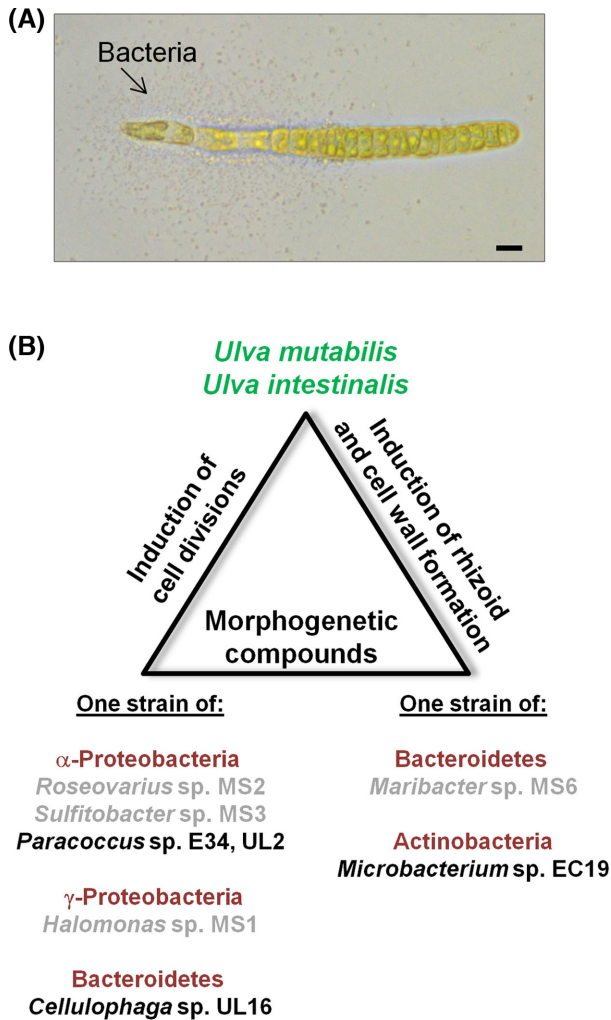 (A)
Bacteria
(B)
Ulva mutabilis
Ulva intestinalis
Induction of
cell divisions
Induction of rhizoid
and cell wall formation
Morphogenetic
compounds
One strain of:
α-Proteobacteria
Roseovarius sp. MS2
Sulfitobacter sp. MS3
Paracoccus sp. E34, UL2
γ-Proteobacteria
Halomonas sp. MS1
Bacteroidetes
Cellulophaga sp. UL16
One strain of:
Bacteroidetes
Maribacter sp. MS6
Actinobacteria
Microbacterium sp. EC19